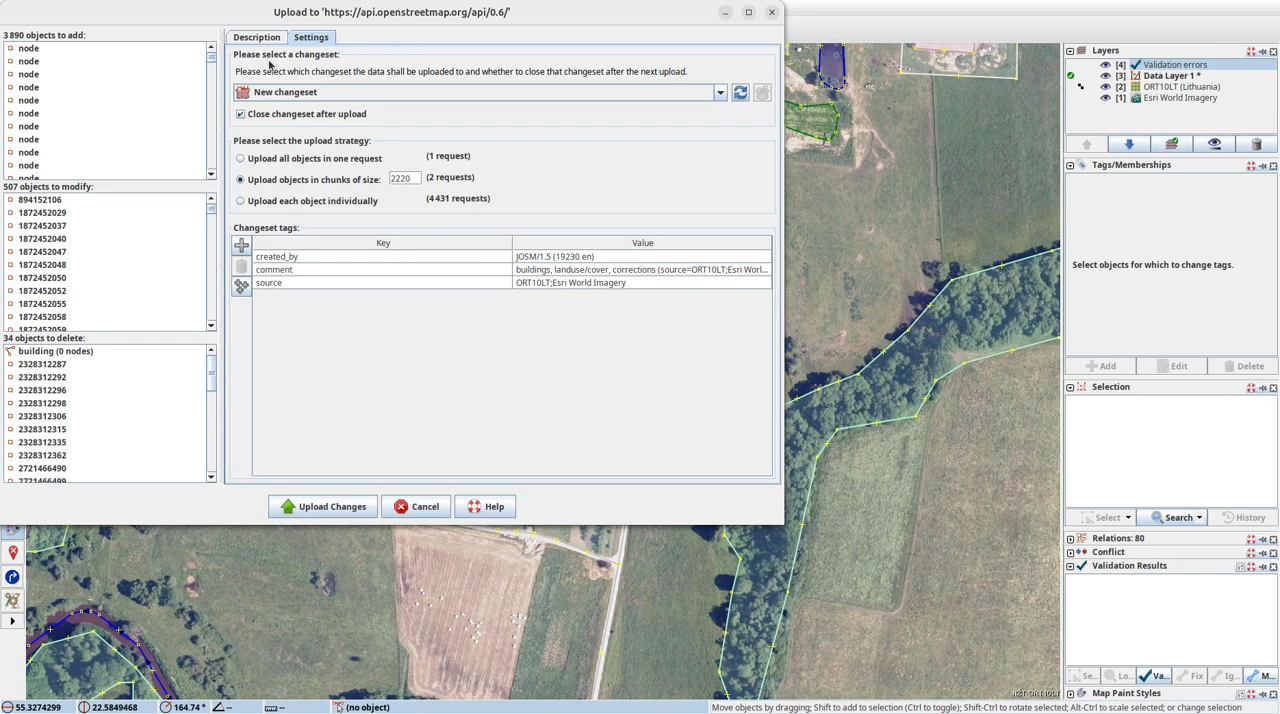 Upload to 'https://api.openstreetmap.org/api/0.6/'
3 890 objects to add:
node
node
node
node
node
node
node
node
node
node
507 objects to modify:
894152106
1872452029
1872452037
1872452040
1872452047
1872452048
1872452050
1872452052
1872452055
1872452058
1872452059
34 objects to delete:
building (0 nodes)
2328312287
2328312292
2328312296
2328312298
2328312306
2328312315
2328312335
2328312362
2721466490
2721466499
Description
Settings
Please select a changeset:
Please select which changeset the data shall be uploaded to and whether to close that changeset after the next upload.
New changeset
Close changeset after upload
Please select the upload strategy:
Upload all objects in one request (1 request)
Upload objects in chunks of size: 2220 (2 requests)
Upload each object individually (4 431 requests)
Changeset tags:
Key Value
created_by JOSM/1.5 (19230 en)
comment buildings, landuse/cover, corrections (source=ORT10LT;Esri Worl...
source ORT10LT;Esri World Imagery
Upload Changes
Cancel
Help
Layers
[4] Validation errors
[3] Data Layer 1 *
[2] ORT10LT (Lithuania)
[1] Esri World Imagery
Tags/Memberships
Select objects for which to change tags.
Add
Edit
Delete
Selection
Select
Search
History
Relations: 80
Conflict
Validation Results
Se...
Lo...
Va...
Fix
Ig...
M...
Map Paint Styles
55.3274299
22.5849468
164.74 °
--
--
(no object)
Move objects by dragging; Shift to add to selection (Ctrl to toggle); Shift-Ctrl to rotate selected; Alt-Ctrl to scale selected; or change selection